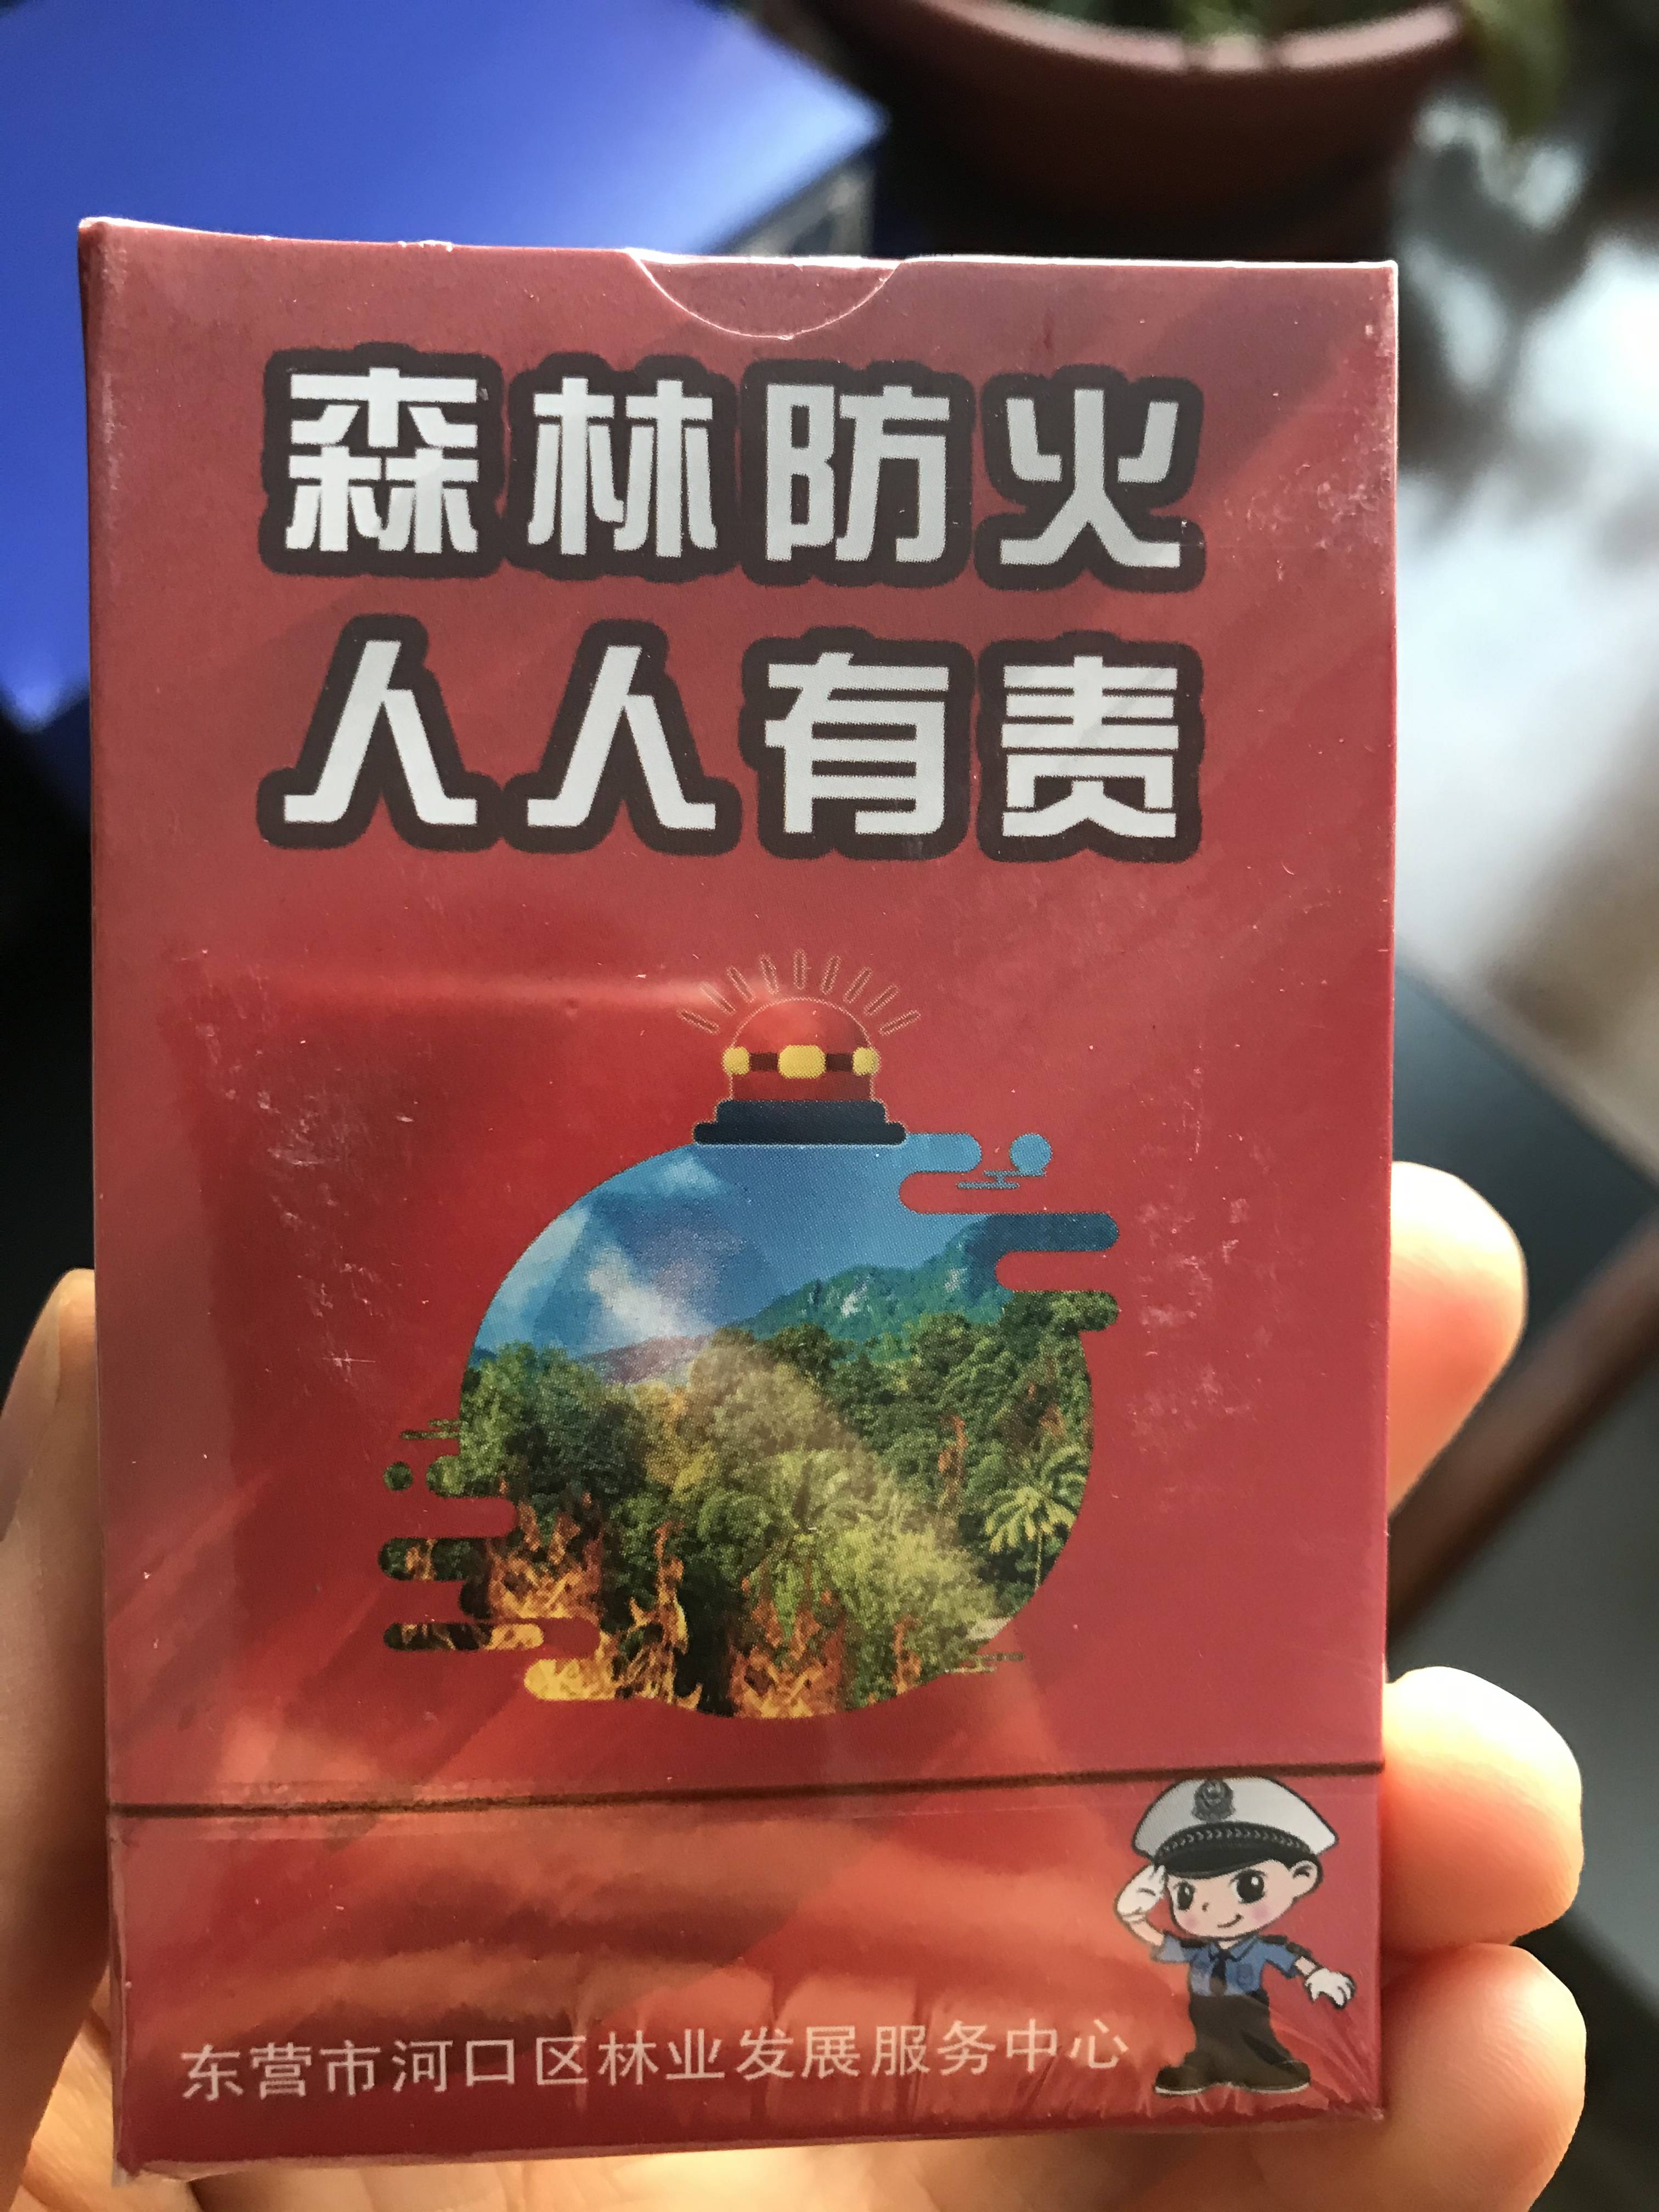 森林防火
人人有责
东营市河口区林业发展服务中心